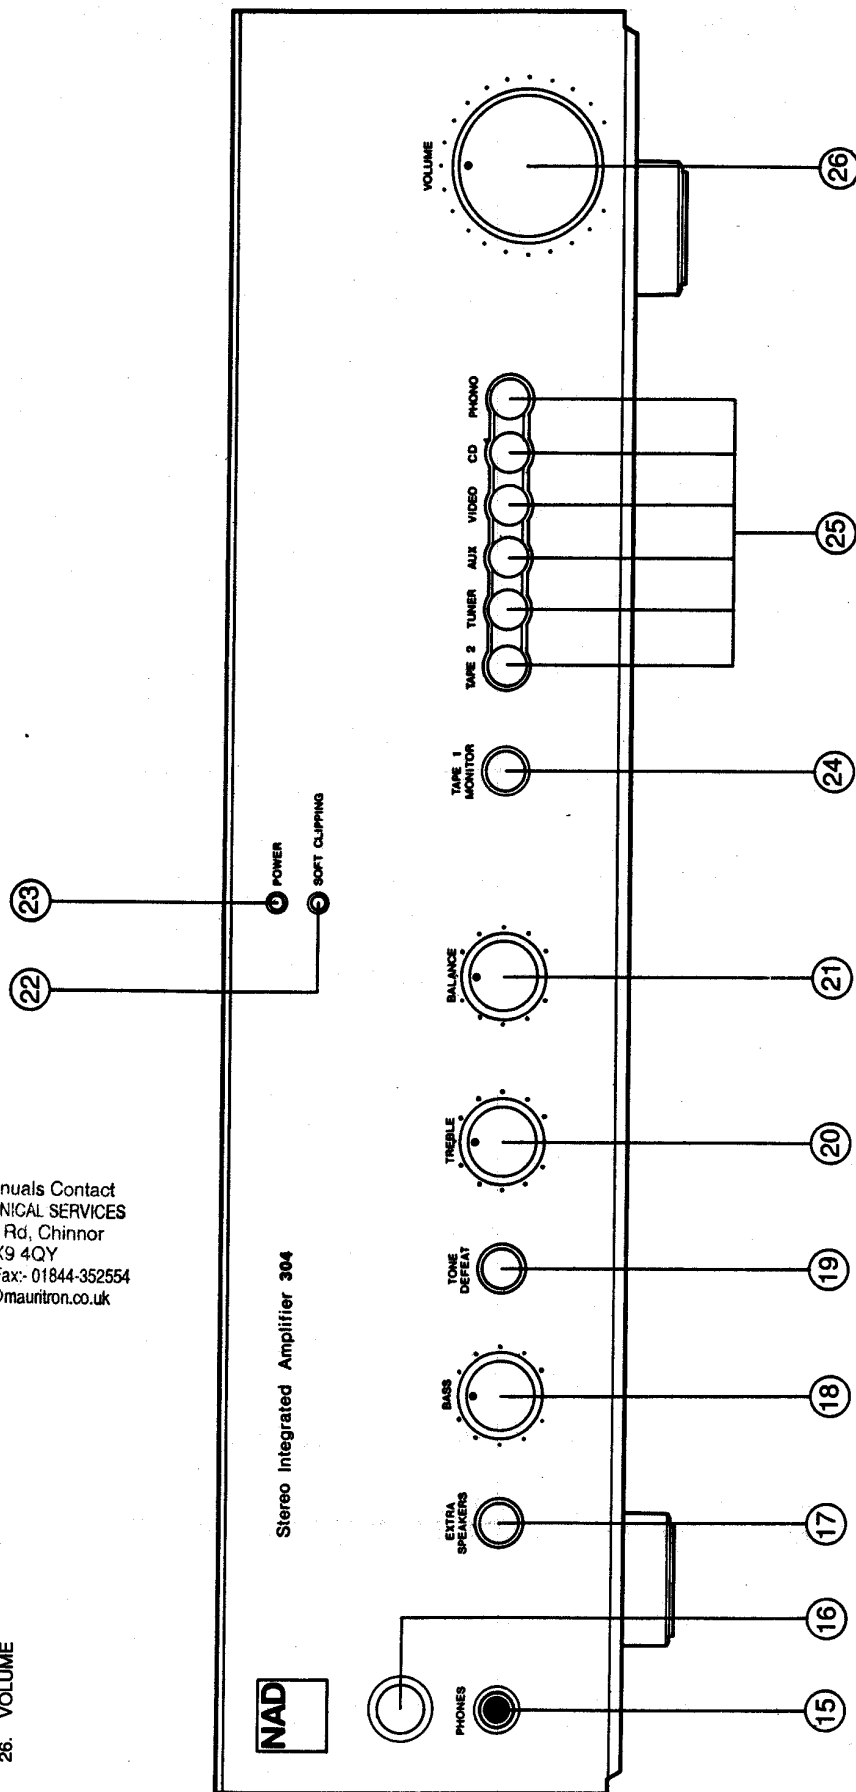 26. VOLUME
nuals Contact
NICAL SERVICES
Rd, Chinnor
X9 4QY
Fax:- 01844-352554
@mauritron.co.uk
22
23
NAD
Stereo Integrated Amplifier 304
POWER
SOFT CLIPPING
PHONES
EXTRA
SPEAKERS
BASS
TONE
DEFEAT
TREBLE
BALANCE
TAPE 1
MONITOR
TAPE 2
TUNER
AUX
VIDEO
CD
PHONO
VOLUME
15
16
17
18
19
20
21
24
25
26